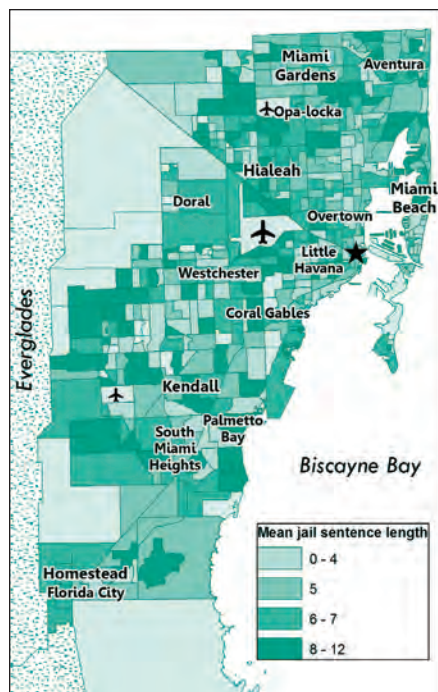 Miami
Gardens
Aventura
Opa-locka
Hialeah
Miami
Beach
Doral
Overtown
Little
Havana
Westchester
Coral Gables
Everglades
Kendall
Palmetto
Bay
South
Miami
Heights
Biscayne Bay
Mean jail sentence length
0 - 4
5
6 - 7
8 - 12
Homestead
Florida City